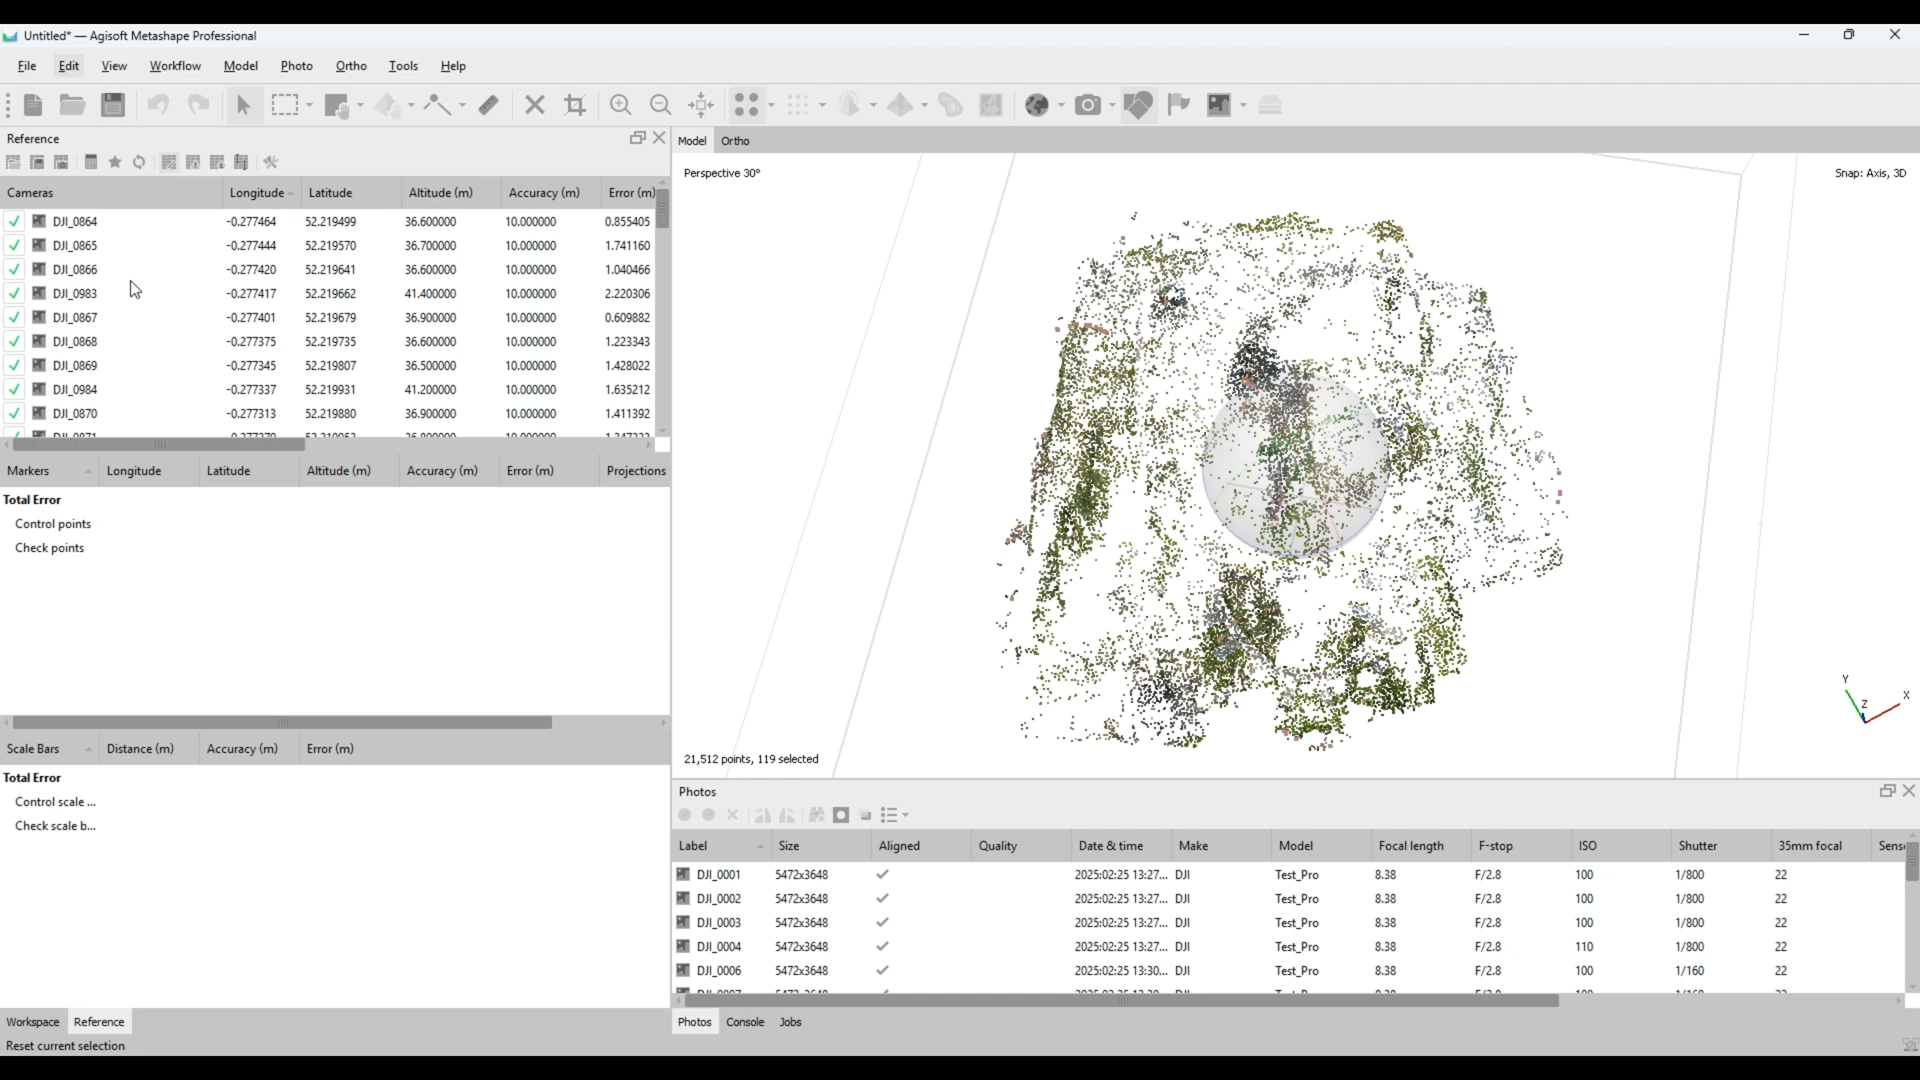 Untitled* — Agisoft Metashape Professional
File Edit View Workflow Model Photo Ortho Tools Help
Reference
Cameras Longitude Latitude Altitude (m) Accuracy (m) Error (m)
DJI_0864 -0.277464 52.219499 36.600000 10.000000 0.855405
DJI_0865 -0.277444 52.219570 36.700000 10.000000 1.741160
DJI_0866 -0.277420 52.219641 36.600000 10.000000 1.040466
DJI_0983 -0.277417 52.219662 41.400000 10.000000 2.220306
DJI_0867 -0.277401 52.219679 36.900000 10.000000 0.609882
DJI_0868 -0.277375 52.219735 36.600000 10.000000 1.223343
DJI_0869 -0.277345 52.219807 36.500000 10.000000 1.428022
DJI_0984 -0.277337 52.219931 41.200000 10.000000 1.635212
DJI_0870 -0.277313 52.219880 36.900000 10.000000 1.411392
Markers Longitude Latitude Altitude (m) Accuracy (m) Error (m) Projections
Total Error
Control points
Check points
Scale Bars Distance (m) Accuracy (m) Error (m)
Total Error
Control scale ...
Check scale b...
Workspace Reference
Reset current selection
Model Ortho
Perspective 30°
Snap: Axis, 3D
Y
X
Z
21,512 points, 119 selected
Photos
Label Size Aligned Quality Date & time Make Model Focal length F-stop ISO Shutter 35mm focal Sens
DJI_0001 5472x3648 2025:02:25 13:27... DJI Test_Pro 8.38 F/2.8 100 1/800 22
DJI_0002 5472x3648 2025:02:25 13:27... DJI Test_Pro 8.38 F/2.8 100 1/800 22
DJI_0003 5472x3648 2025:02:25 13:27... DJI Test_Pro 8.38 F/2.8 100 1/800 22
DJI_0004 5472x3648 2025:02:25 13:27... DJI Test_Pro 8.38 F/2.8 110 1/800 22
DJI_0006 5472x3648 2025:02:25 13:30... DJI Test_Pro 8.38 F/2.8 100 1/160 22
Photos Console Jobs